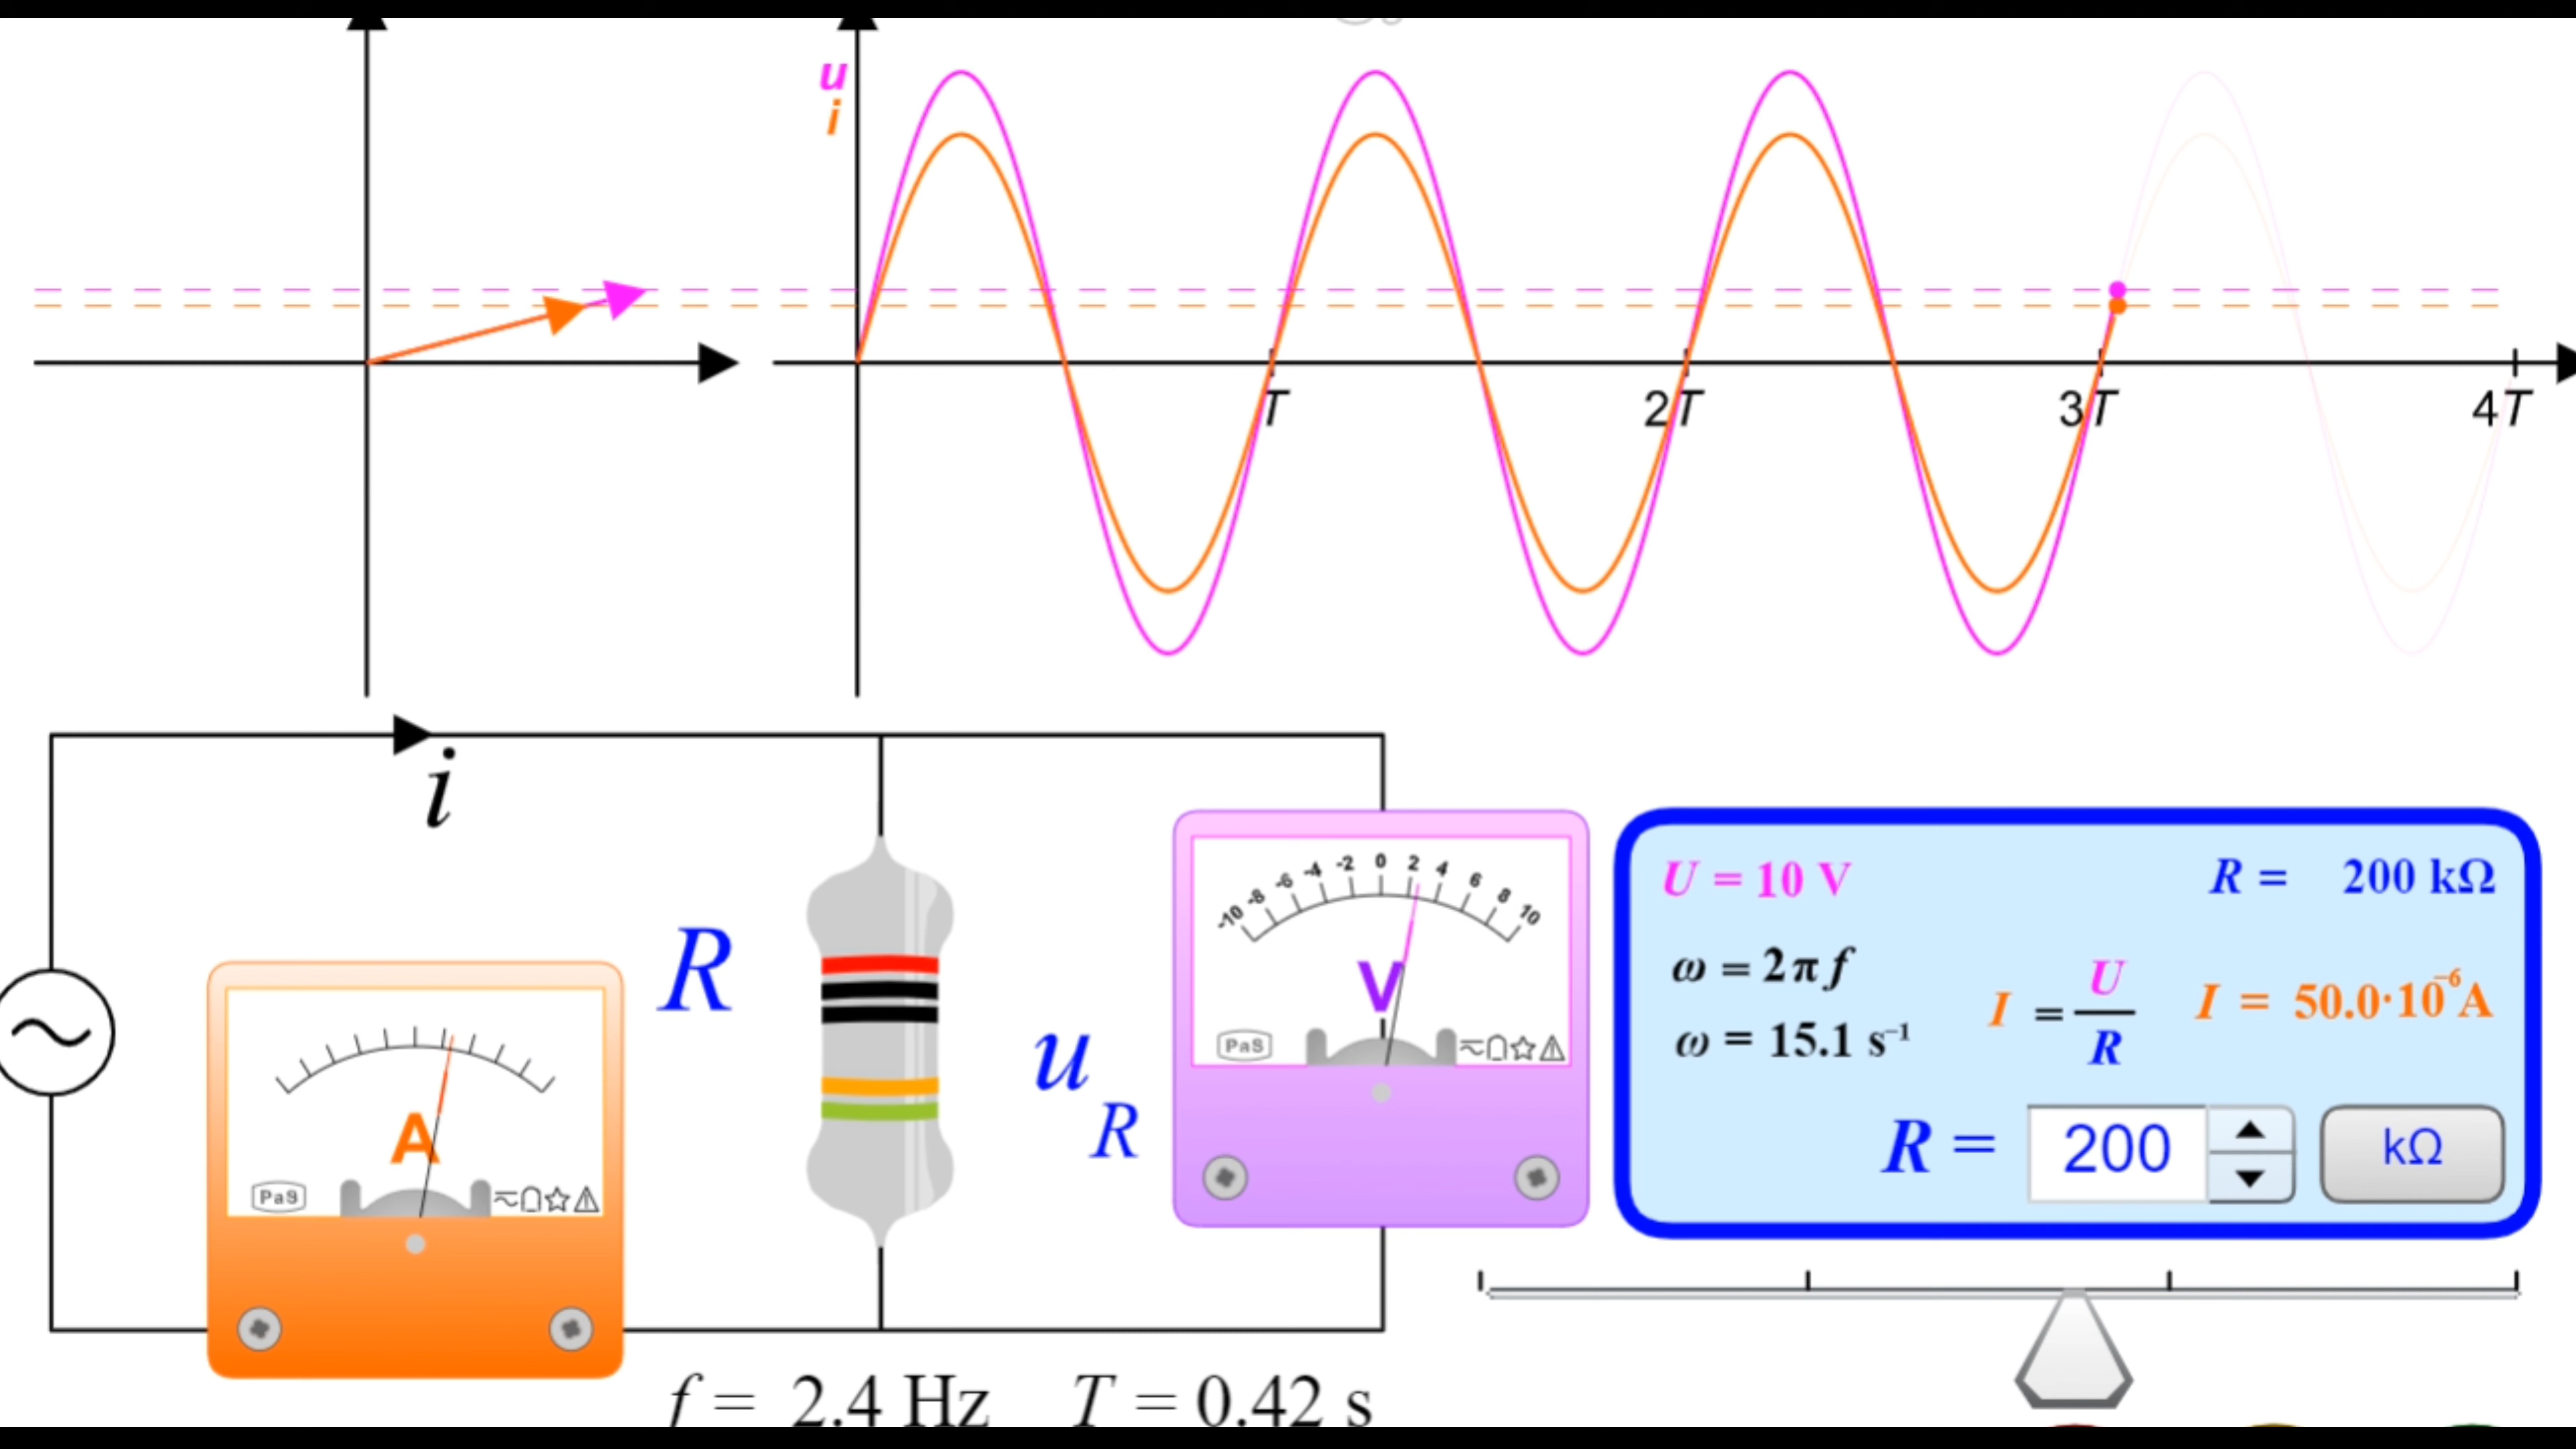 u
i
T
2T
3T
4T
i
R
u
R
A
PaS
-10 -8 -6 -4 -2 0 2 4 6 8 10
V
PaS
U = 10 V
R = 200 kΩ
ω = 2πf
I = U/R
I = 50.0·10⁻⁶A
ω = 15.1 s⁻¹
R = 200 kΩ
f = 2.4 Hz T = 0.42 s